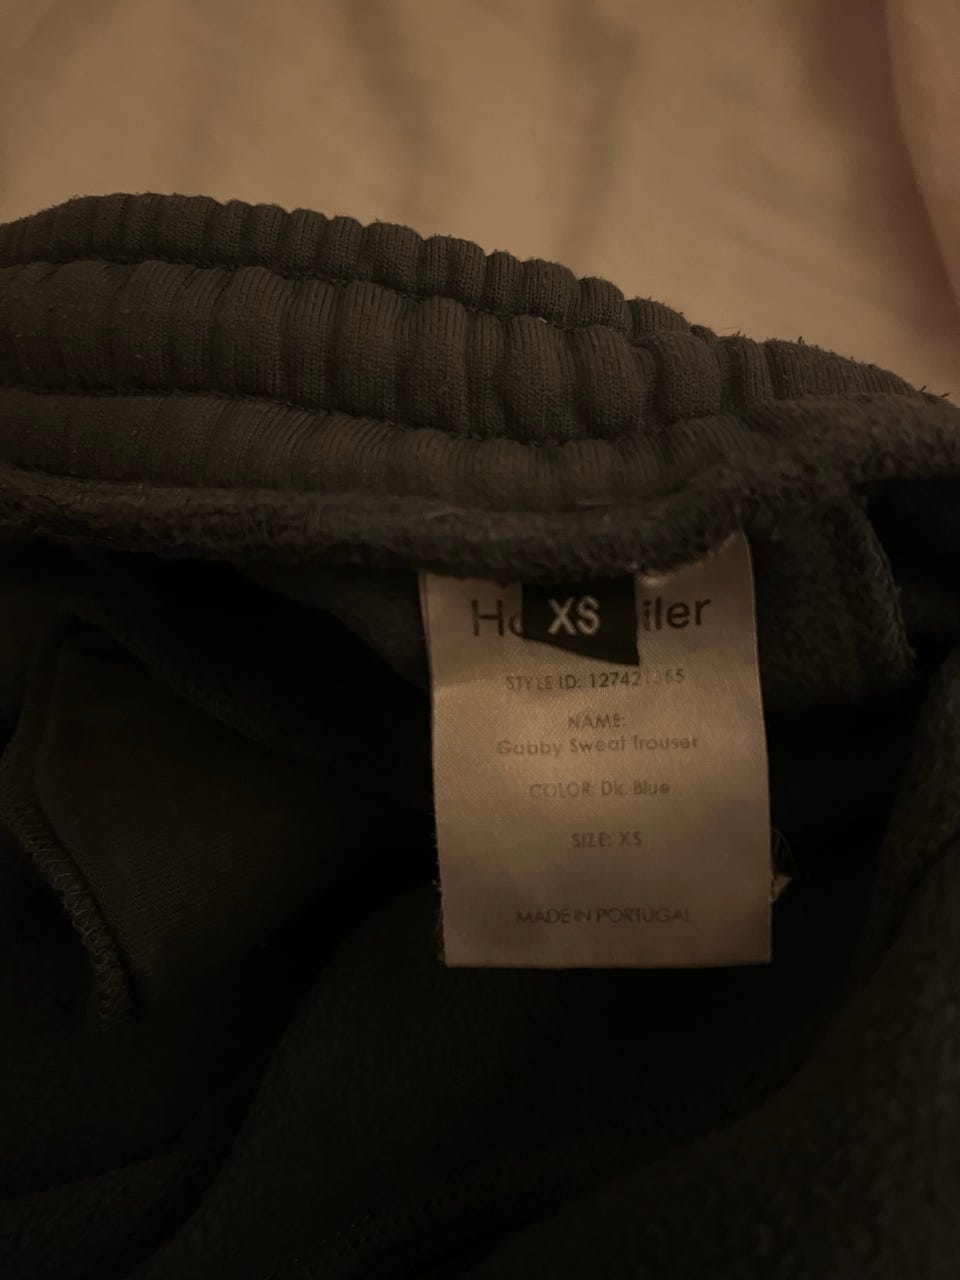 XS
STYLE ID:
NAME:
Gabby Sweat Trouser
COLOR: Dk. Blue
SIZE: XS
MADE IN PORTUGAL